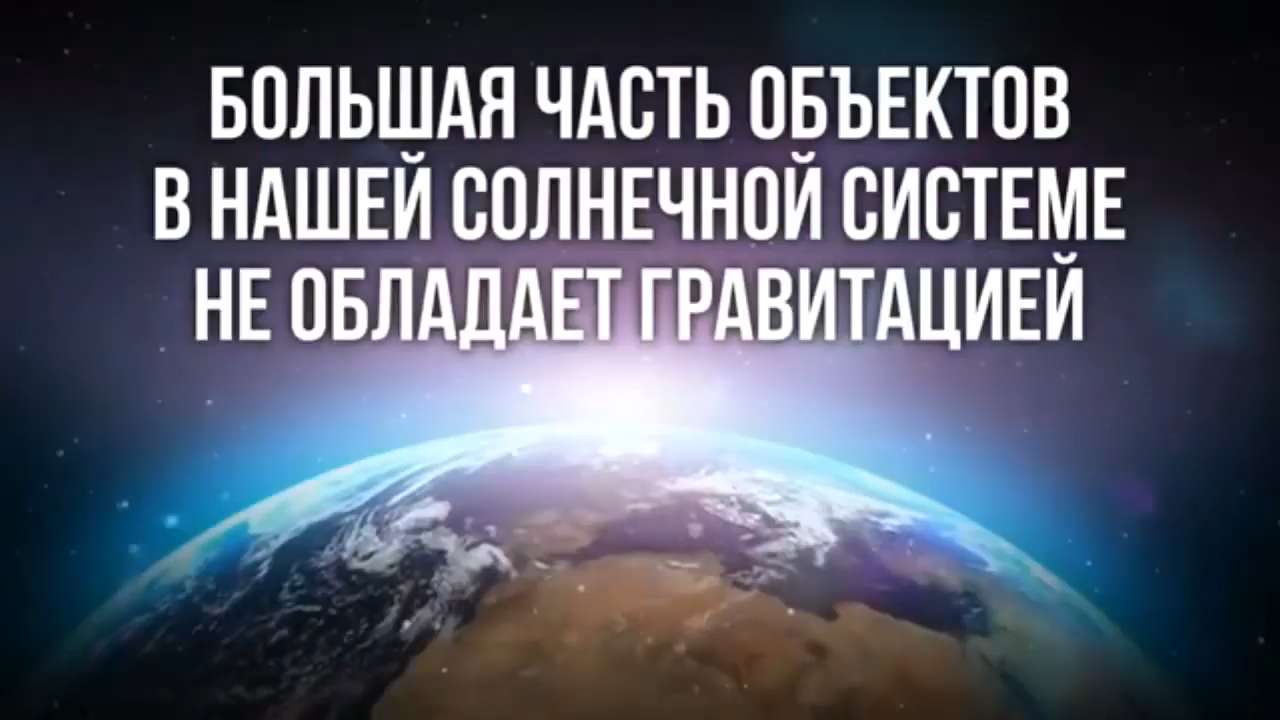 БОЛЬШАЯ ЧАСТЬ ОБЪЕКТОВ
В НАШЕЙ СОЛНЕЧНОЙ СИСТЕМЕ
НЕ ОБЛАДАЕТ ГРАВИТАЦИЕЙ